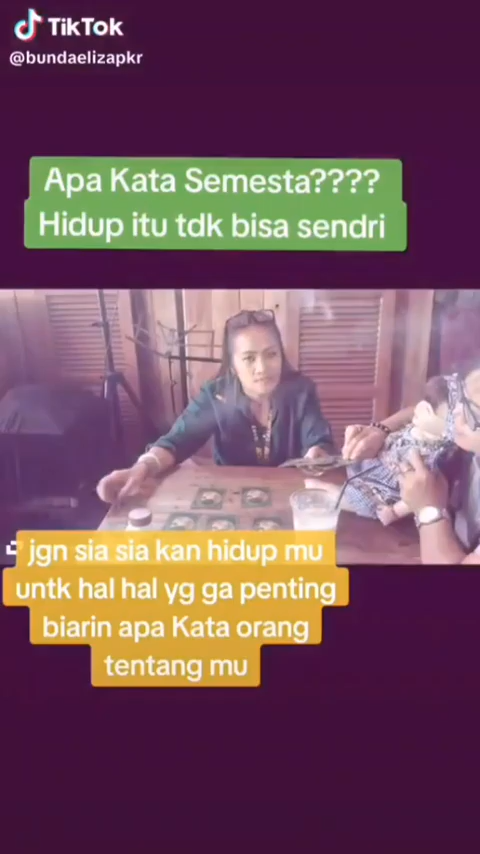 TikTok
@bundaelizapkr
Apa Kata Semesta????
Hidup itu tdk bisa sendri
jgn sia sia kan hidup mu
untk hal hal yg ga penting
biarin apa Kata orang
tentang mu